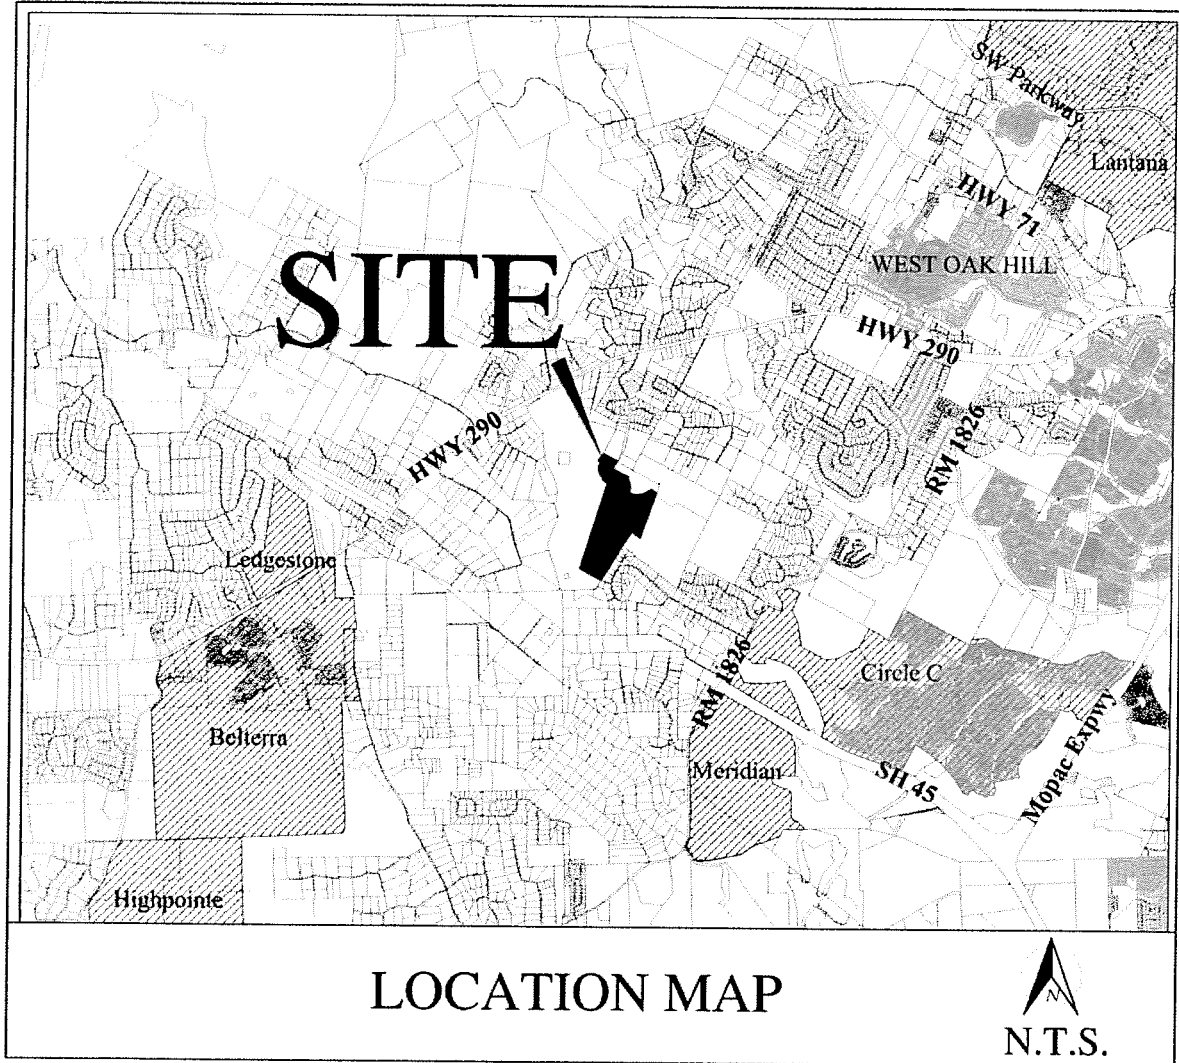 SW Parkway
Lantana
HWY 71
WEST OAK HILL
SITE
HWY 290
HWY 290
RM 1826
Ledgestone
RM 1826
Circle C
Belterra
Meridian
SH 45
Mopac Expwy
Highpointe
LOCATION MAP
N
N.T.S.